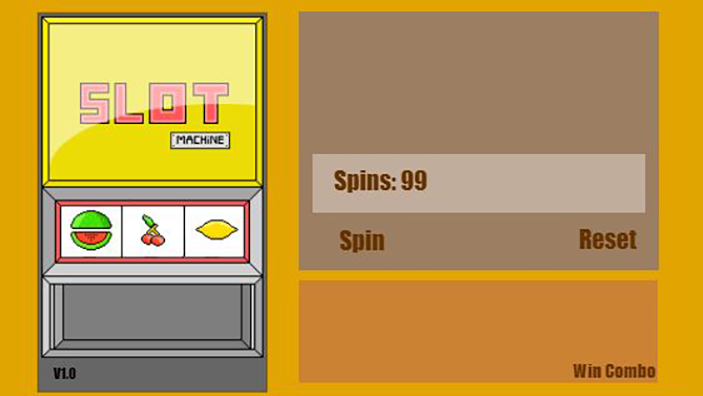 SLOT
MACHINE
V1.0
Spins: 99
Spin
Reset
Win Combo